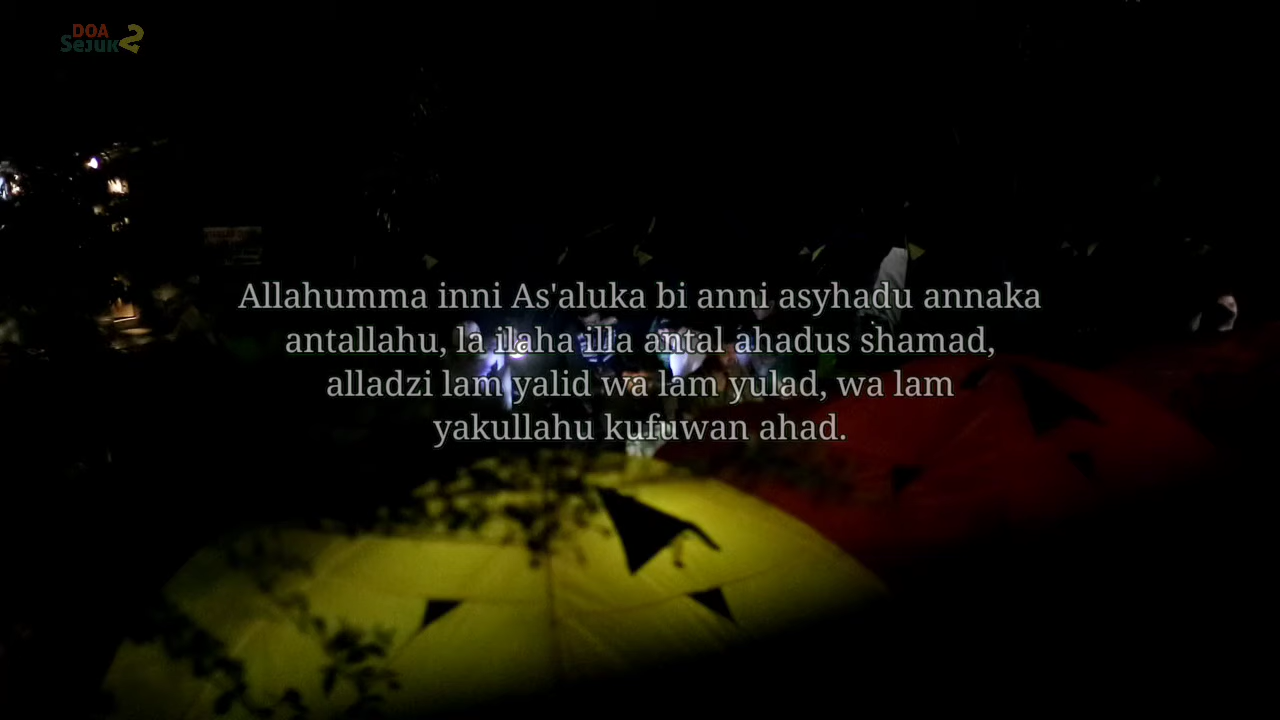 DOA
Sejuk2
Allahumma inni As'aluka bi anni asyhadu annaka
antallahu, la ilaha illa antal ahadus shamad,
alladzi lam yalid wa lam yulad, wa lam
yakullahu kufuwan ahad.